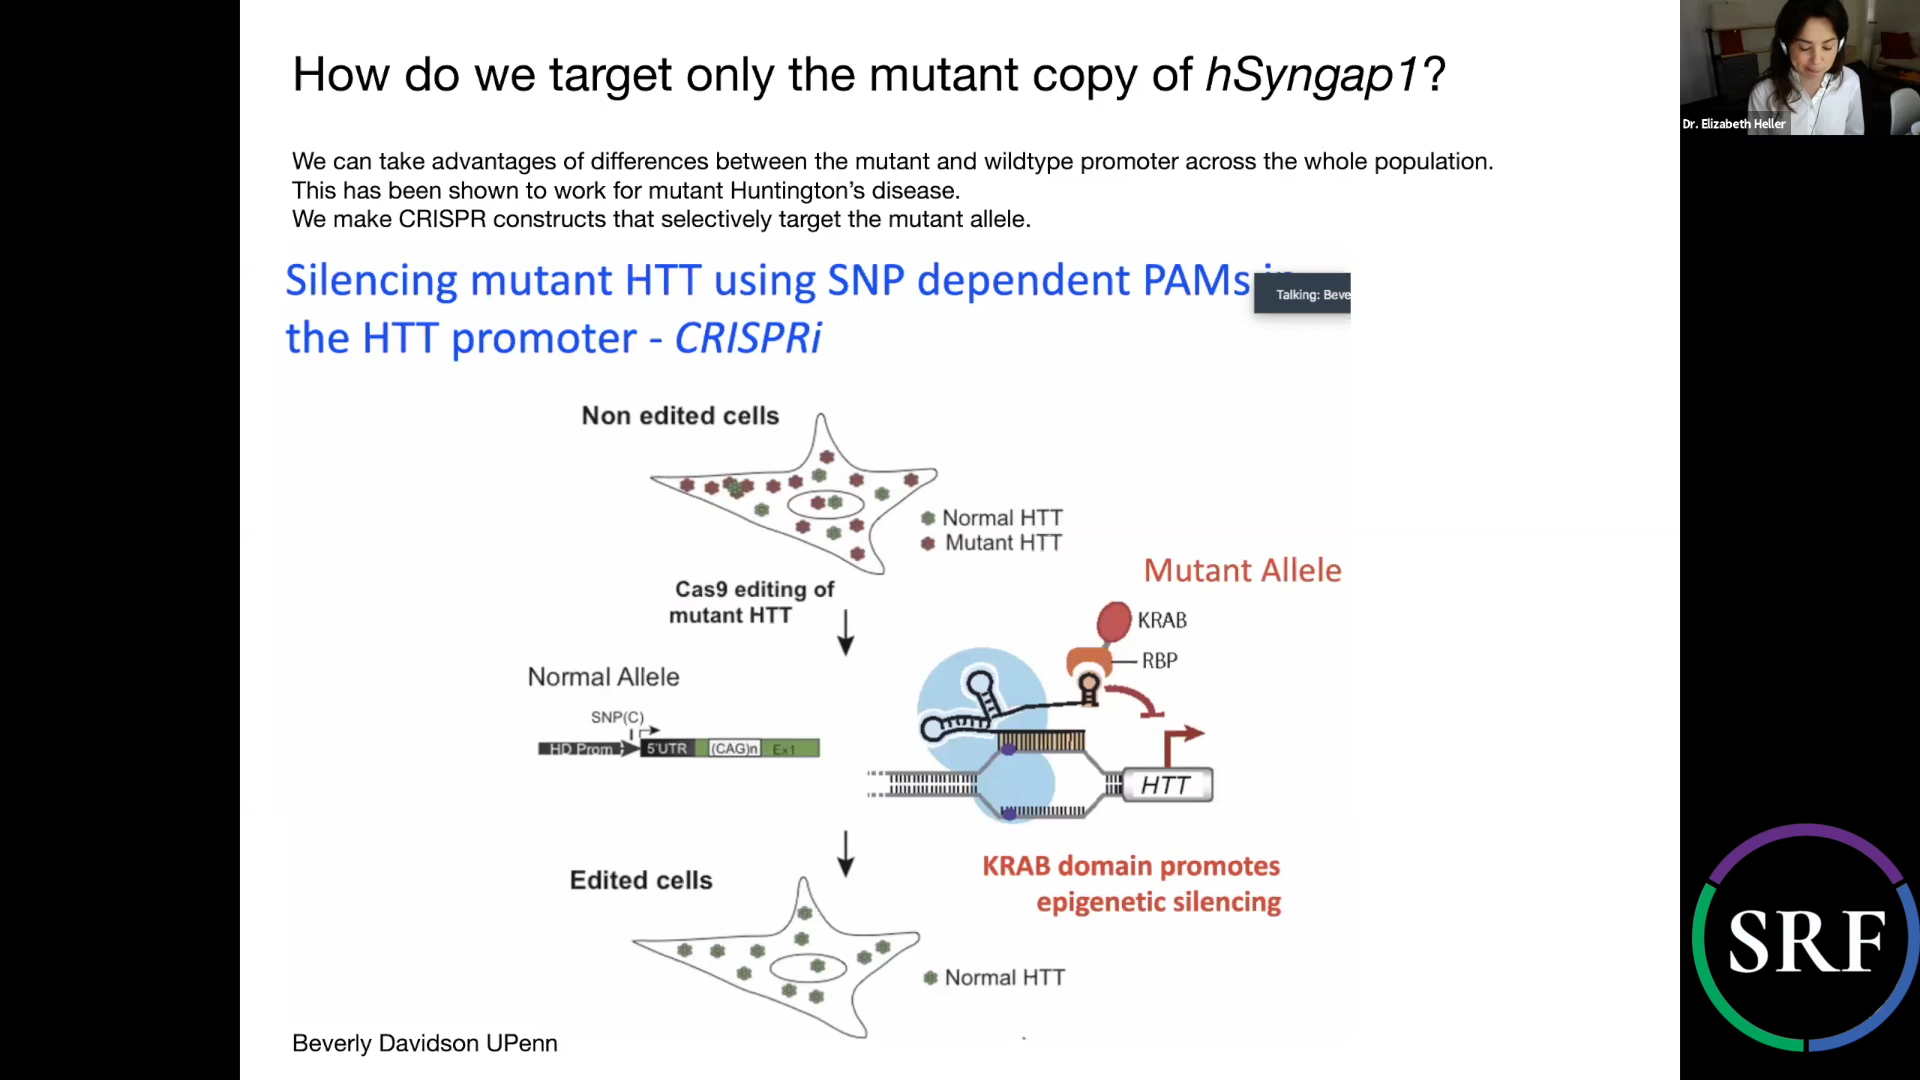 How do we target only the mutant copy of hSyngap1?
Dr. Elizabeth Heller
We can take advantages of differences between the mutant and wildtype promoter across the whole population.
This has been shown to work for mutant Huntington's disease.
We make CRISPR constructs that selectively target the mutant allele.
Silencing mutant HTT using SNP dependent PAMs
Talking: Beve
the HTT promoter - CRISPRi
Non edited cells
Normal HTT
Mutant HTT
Cas9 editing of
mutant HTT
Mutant Allele
KRAB
RBP
Normal Allele
SNP(C)
HD Prom
5'UTR
(CAG)n
Ex1
HTT
KRAB domain promotes
epigenetic silencing
Edited cells
Normal HTT
SRF
Beverly Davidson UPenn